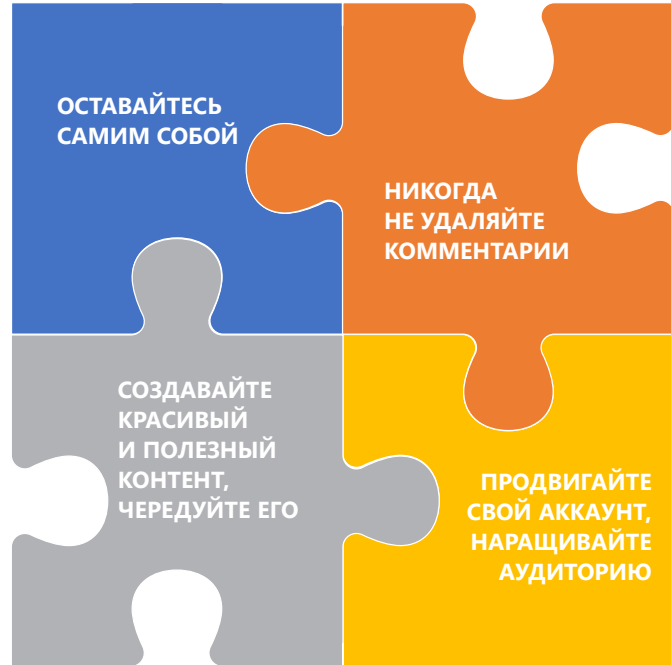 ОСТАВАЙТЕСЬ
САМИМ СОБОЙ
НИКОГДА
НЕ УДАЛЯЙТЕ
КОММЕНТАРИИ
СОЗДАВАЙТЕ
КРАСИВЫЙ
И ПОЛЕЗНЫЙ
КОНТЕНТ,
ЧЕРЕДУЙТЕ ЕГО
ПРОДВИГАЙТЕ
СВОЙ АККАУНТ,
НАРАЩИВАЙТЕ
АУДИТОРИЮ